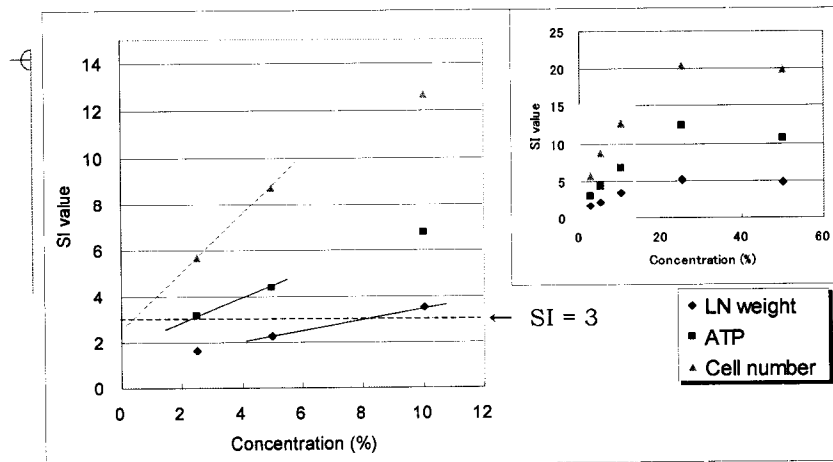 14
12
10
8
6
4
2
0
SI value
0 2 4 6 8 10 12
Concentration (%)
← SI = 3
25
20
15
10
5
0
SI value
0 20 40 60
Concentration (%)
◆ LN weight
■ ATP
▲ Cell number